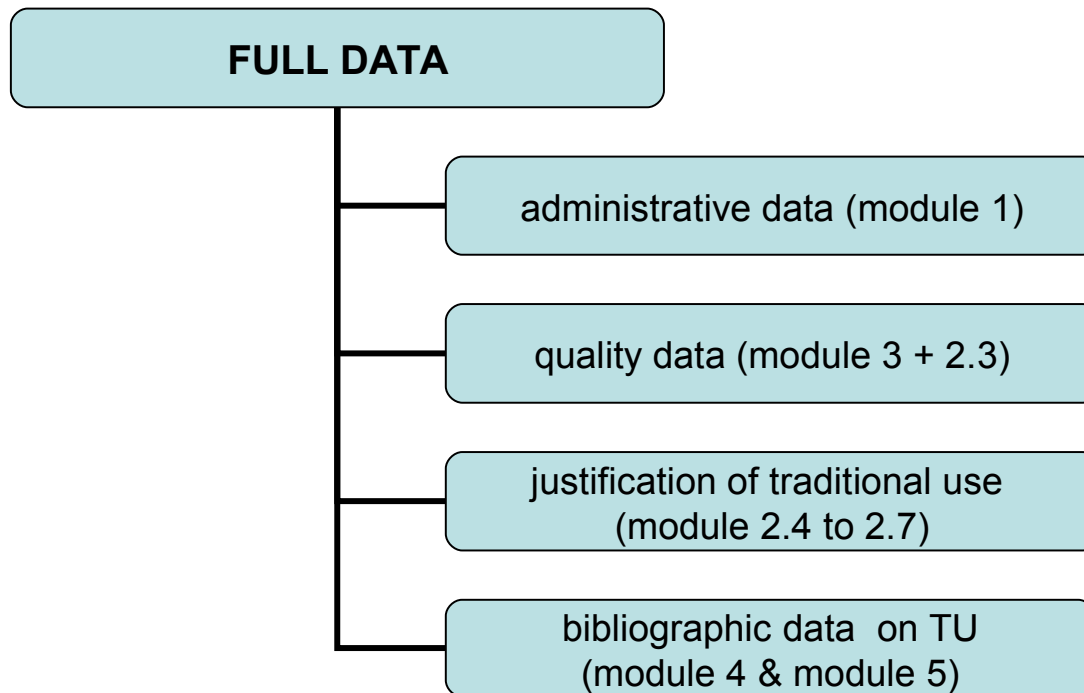 FULL DATA
administrative data (module 1)
quality data (module 3 + 2.3)
justification of traditional use
(module 2.4 to 2.7)
bibliographic data  on TU
(module 4 & module 5)